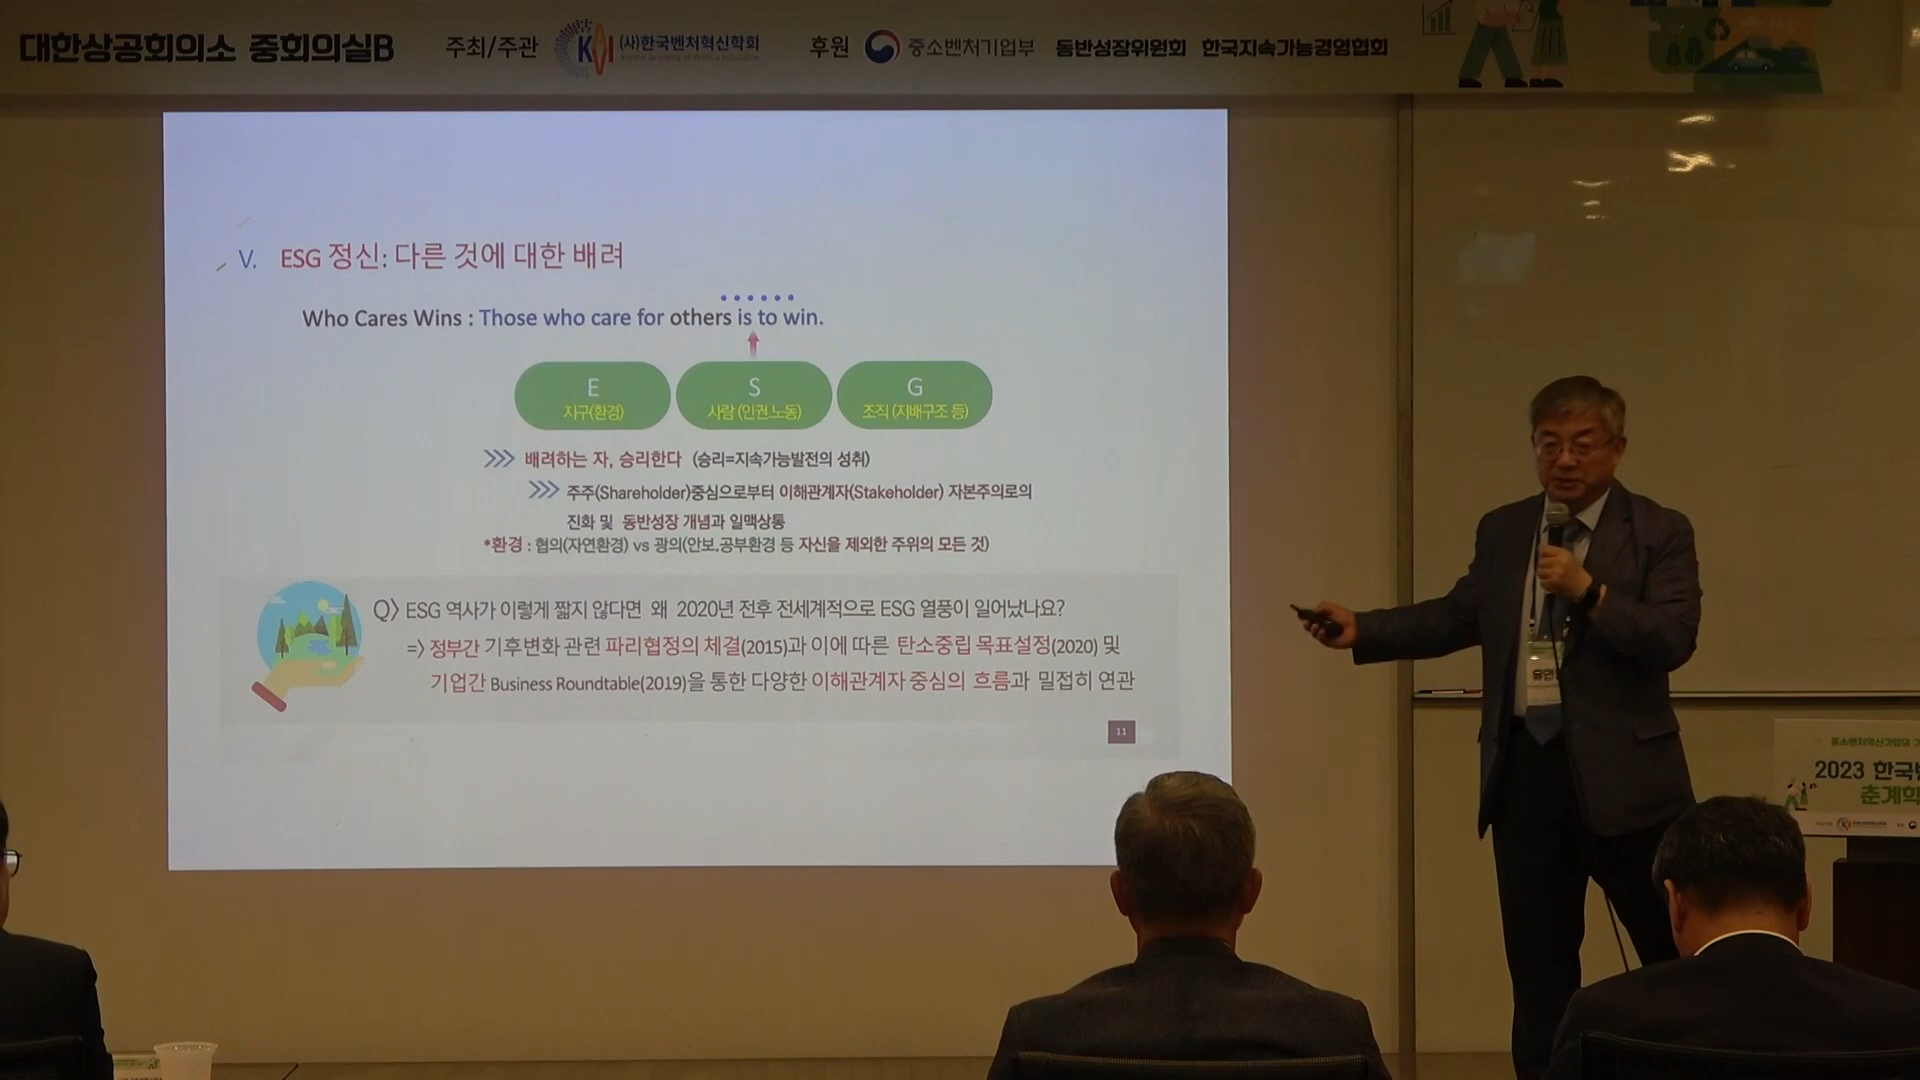 대한상공회의소 중회의실B 주최/주관 (사)한국벤처혁신학회 후원 중소벤처기업부 동반성장위원회 한국지속가능경영협회
V. ESG 정신: 다른 것에 대한 배려
Who Cares Wins : Those who care for others is to win.
E S G
지구(환경) 사람 (인권.노동) 조직 (지배구조 등)
>>> 배려하는 자, 승리한다 (승리=지속가능발전의 성취)
>>> 주주(Shareholder)중심으로부터 이해관계자(Stakeholder) 자본주의로의
진화 및 동반성장 개념과 일맥상통
*환경 : 협의(자연환경) vs 광의(안보.공부환경 등 자신을 제외한 주위의 모든 것)
Q> ESG 역사가 이렇게 짧지 않다면 왜 2020년 전후 전세계적으로 ESG 열풍이 일어났나요?
=> 정부간 기후변화 관련 파리협정의 체결(2015)과 이에 따른 탄소중립 목표설정(2020) 및
기업간 Business Roundtable(2019)을 통한 다양한 이해관계자 중심의 흐름과 밀접히 연관
11
중소벤처혁신기업의
2023 한국
춘계학